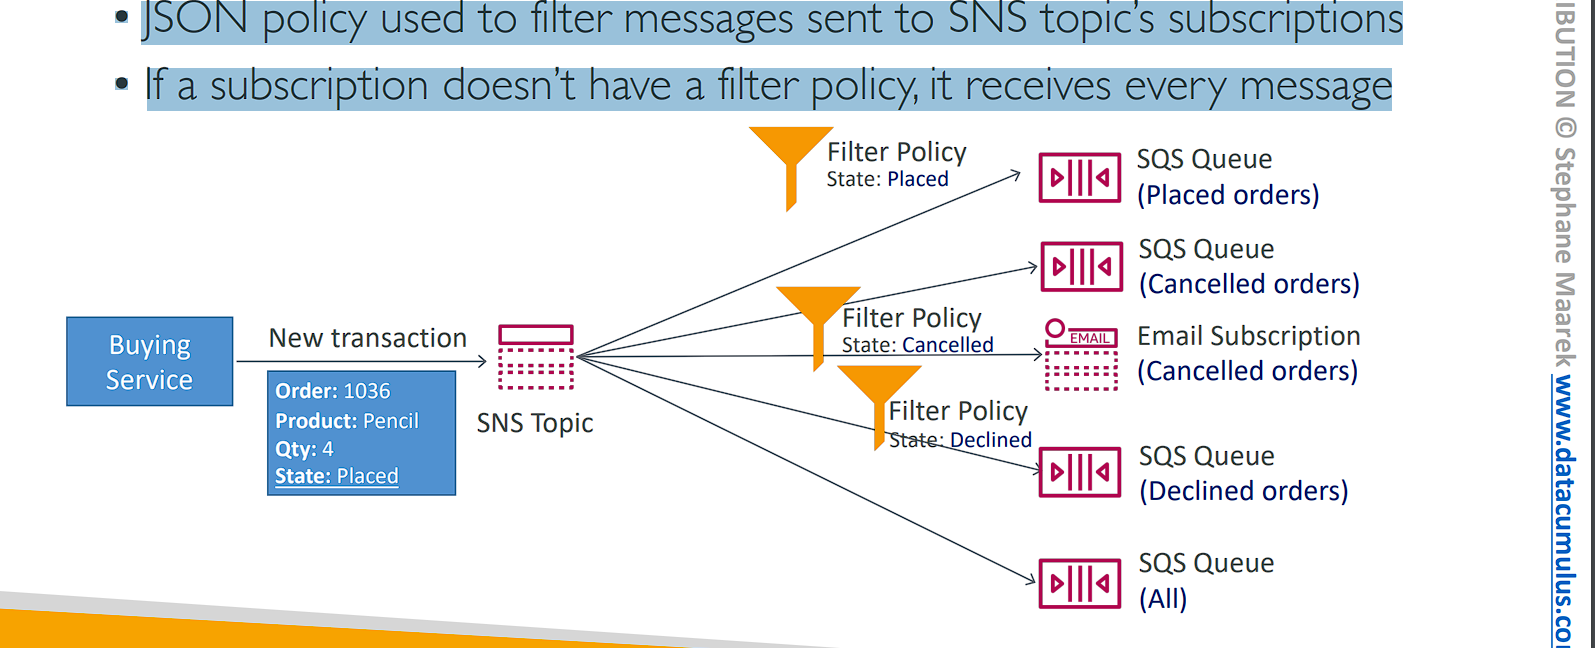 • JSON policy used to filter messages sent to SNS topic's subscriptions
• If a subscription doesn't have a filter policy, it receives every message
Filter Policy
State: Placed
SQS Queue
(Placed orders)
SQS Queue
(Cancelled orders)
Filter Policy
State: Cancelled
EMAIL
Email Subscription
(Cancelled orders)
Buying
Service
New transaction
Order: 1036
Product: Pencil
Qty: 4
State: Placed
SNS Topic
Filter Policy
State: Declined
SQS Queue
(Declined orders)
SQS Queue
(All)
© Stephane Maarek www.datacumulus.co